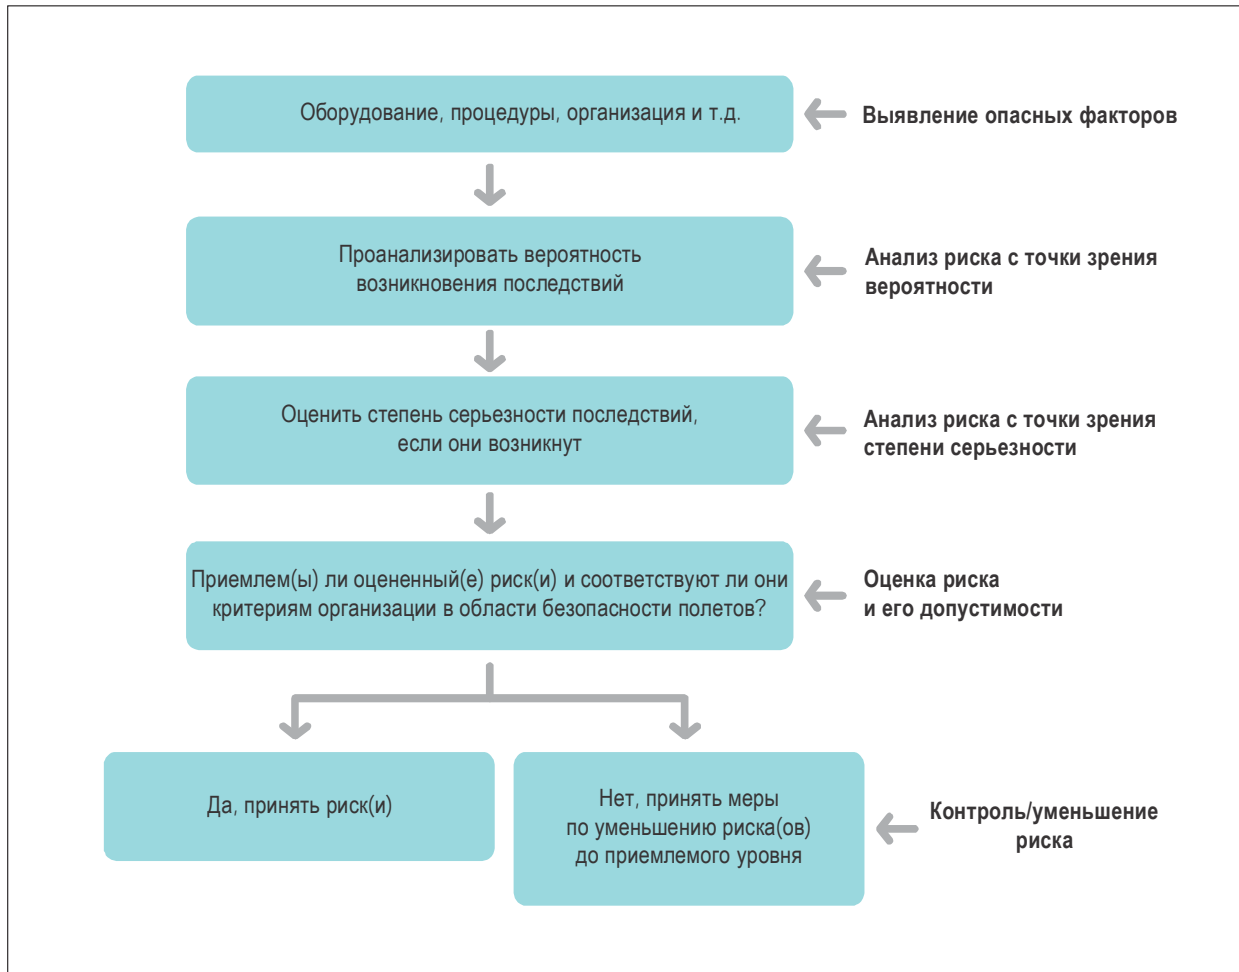 Оборудование, процедуры, организация и т.д.
Выявление опасных факторов
Проанализировать вероятность
возникновения последствий
Анализ риска с точки зрения
вероятности
Оценить степень серьезности последствий,
если они возникнут
Анализ риска с точки зрения
степени серьезности
Приемлем(ы) ли оцененный(е) риск(и) и соответствуют ли они
критериям организации в области безопасности полетов?
Оценка риска
и его допустимости
Да, принять риск(и)
Нет, принять меры
по уменьшению риска(ов)
до приемлемого уровня
Контроль/уменьшение
риска